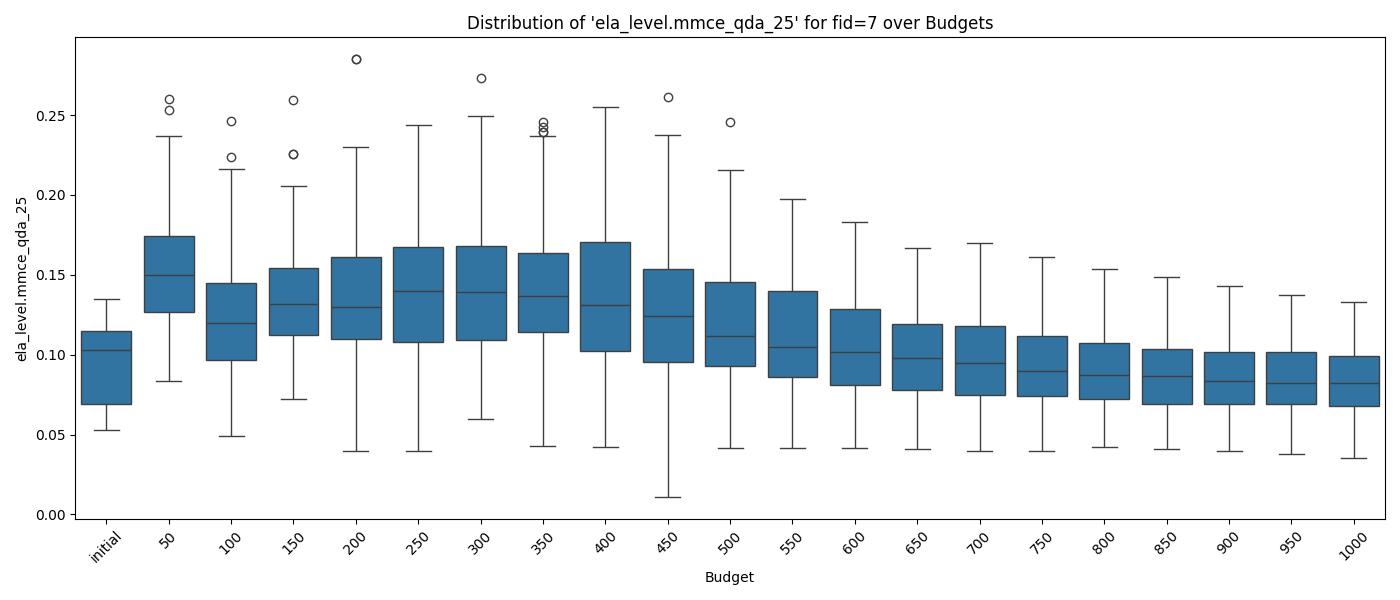 Distribution of 'ela_level.mmce_qda_25' for fid=7 over Budgets
ela_level.mmce_qda_25
0.25
0.20
0.15
0.10
0.05
0.00
initial 50 100 150 200 250 300 350 400 450 500 550 600 650 700 750 800 850 900 950 1000
Budget